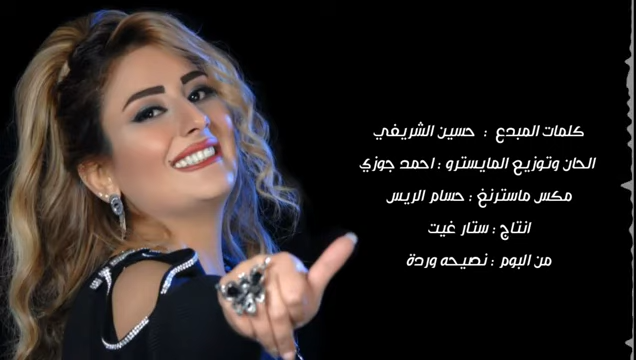 كلمات المبدع : حسين الشريفي
الحان وتوزيع المايسترو : احمد جوزي
مكس ماسترنغ : حسام الريس
انتاج : ستار غيت
من البوم : نصيحه وردة